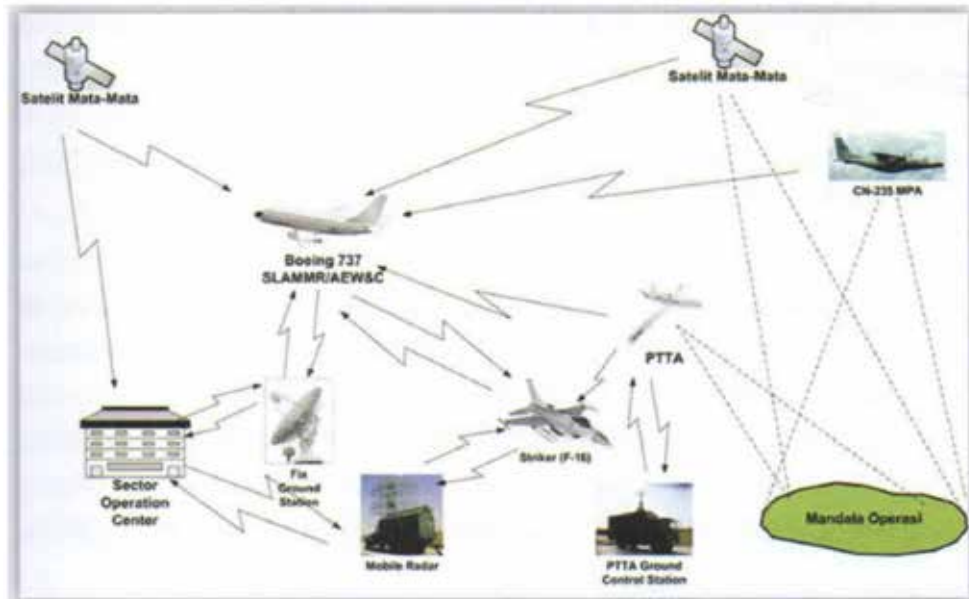 Satelit Mata-Mata
Satelit Mata-Mata
CN-235 MPA
Boeing 737
SLAMMR/AEW&C
PTTA
Striker (F-16)
Sector
Operation
Center
Fix
Ground
Station
Mobile Radar
PTTA Ground
Control Station
Mandala Operasi